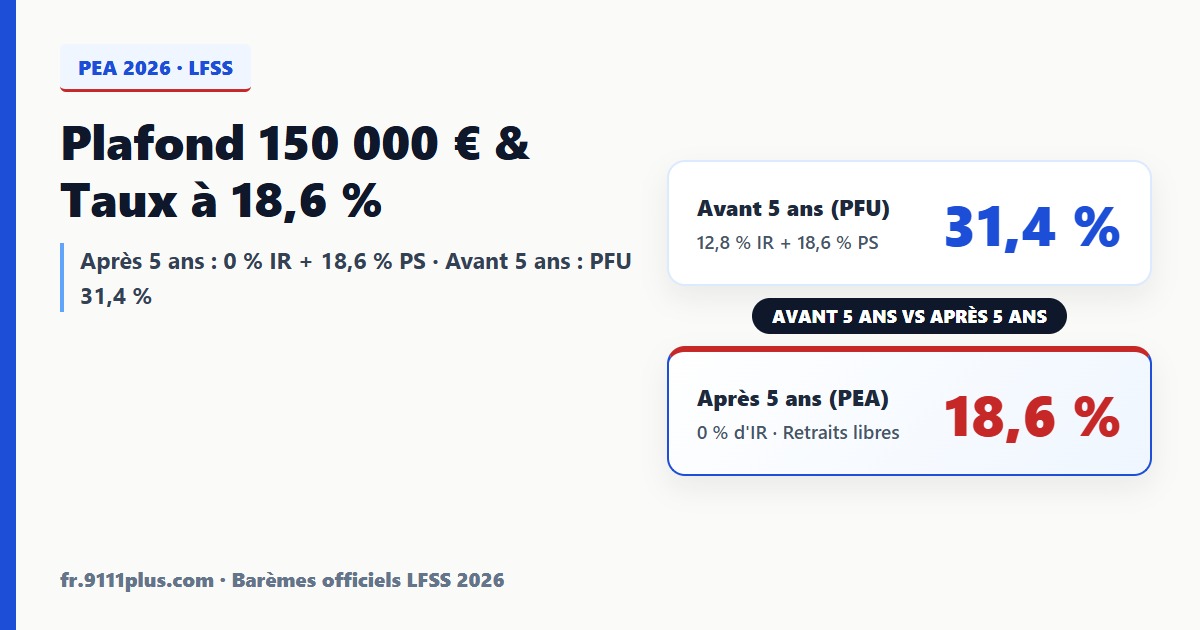 PEA 2026 · LFSS
Plafond 150 000 € &
Taux à 18,6 %
Après 5 ans : 0 % IR + 18,6 % PS · Avant 5 ans : PFU
31,4 %
Avant 5 ans (PFU)
12,8 % IR + 18,6 % PS
31,4 %
AVANT 5 ANS VS APRÈS 5 ANS
Après 5 ans (PEA)
0 % d'IR · Retraits libres
18,6 %
fr.9111plus.com · Barèmes officiels LFSS 2026